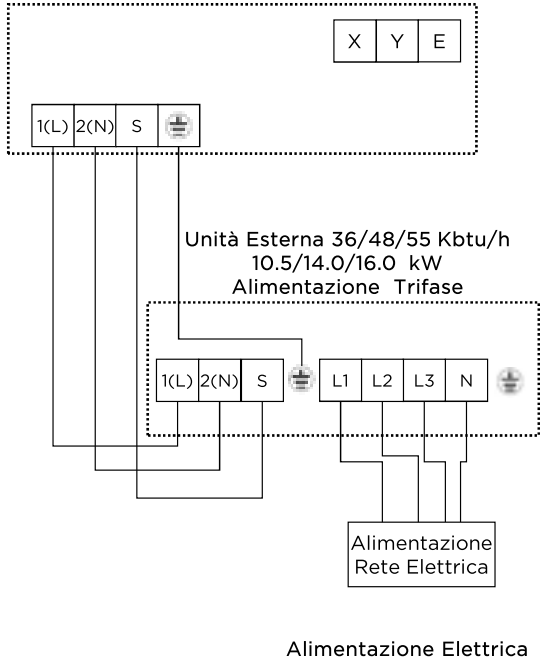 X Y E
1(L) 2(N) S
Unità Esterna 36/48/55 Kbtu/h
10.5/14.0/16.0 kW
Alimentazione Trifase
1(L) 2(N) S L1 L2 L3 N
Alimentazione
Rete Elettrica
Alimentazione Elettrica